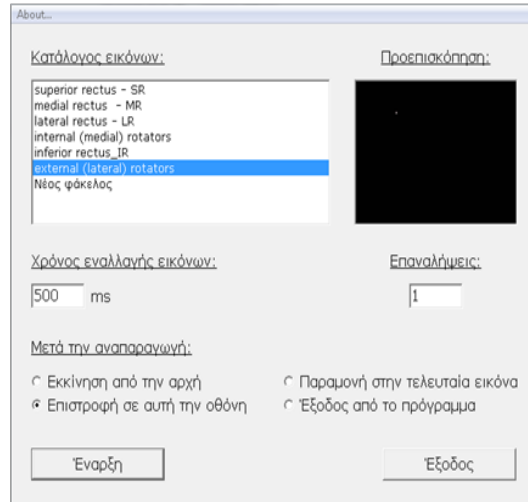 About...
Κατάλογος εικόνων:
Προεπισκόπηση:
superior rectus - SR
medial rectus - MR
lateral rectus - LR
internal (medial) rotators
inferior rectus_IR
external (lateral) rotators
Νέος φάκελος
Χρόνος εναλλαγής εικόνων:
Επαναλήψεις:
500 ms
1
Μετά την αναπαραγωγή:
Εκκίνηση από την αρχή
Παραμονή στην τελευταία εικόνα
Επιστροφή σε αυτή την οθόνη
Έξοδος από το πρόγραμμα
Έναρξη
Έξοδος